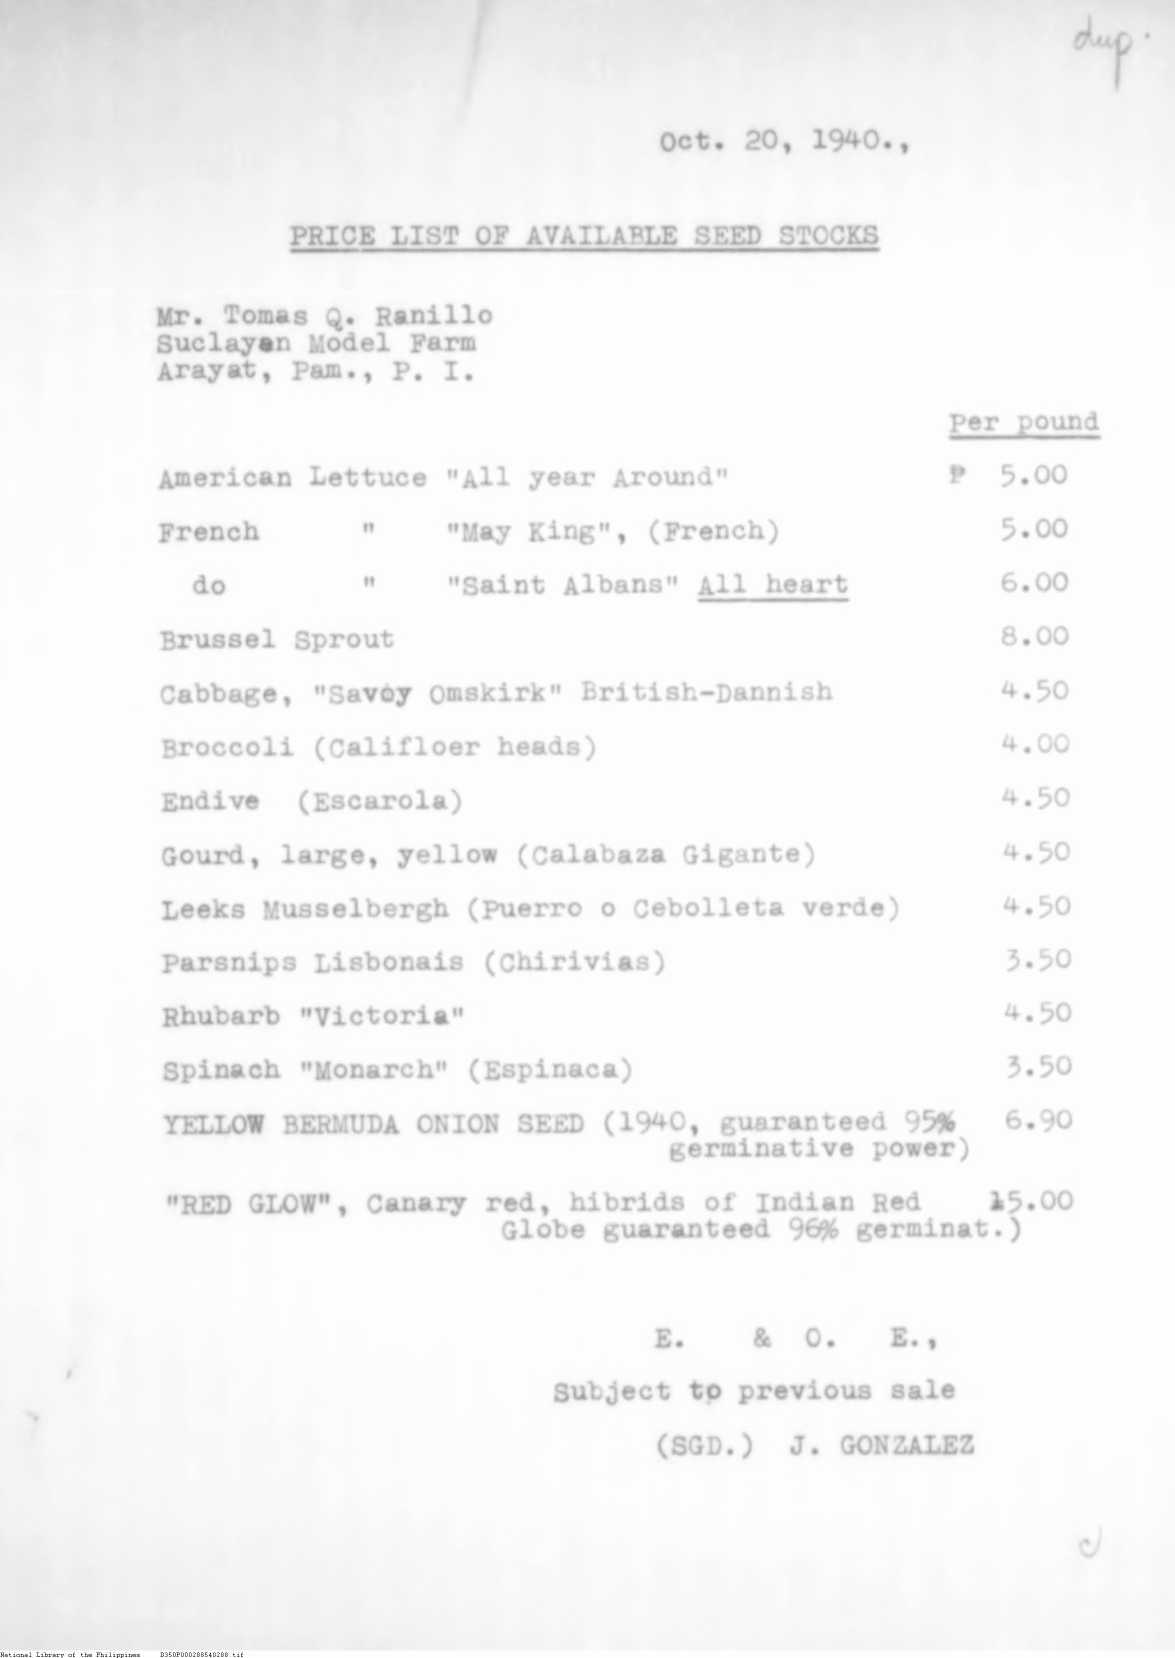 dup.
Oct. 20, 1940.,
PRICE LIST OF AVAILABLE SEED STOCKS
Mr. Tomas Q. Ranillo
Suclayan Model Farm
Arayat, Pam., P. I.
Per pound
American Lettuce "All year Around" ₱ 5.00
French " "May King", (French) 5.00
do " "Saint Albans" All heart 6.00
Brussel Sprout 8.00
Cabbage, "Savoy Omskirk" British-Dannish 4.50
Broccoli (Califloer heads) 4.00
Endive (Escarola) 4.50
Gourd, large, yellow (Calabaza Gigante) 4.50
Leeks Musselbergh (Puerro o Cebolleta verde) 4.50
Parsnips Lisbonais (Chirivias) 3.50
Rhubarb "Victoria" 4.50
Spinach "Monarch" (Espinaca) 3.50
YELLOW BERMUDA ONION SEED (1940, guaranteed 95% 6.90
germinative power)
"RED GLOW", Canary red, hibrids of Indian Red 15.00
Globe guaranteed 96% germinat.)
E. & O. E.,
Subject to previous sale
(SGD.) J. GONZALEZ
National Library of the Philippines D350P000288540288.tif